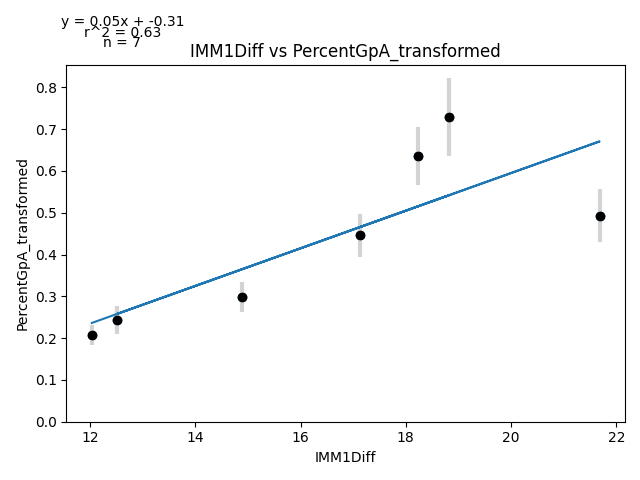 y = 0.05x + -0.31
r^2 = 0.63
n = 7
IMM1Diff vs PercentGpA_transformed
PercentGpA_transformed
0.8
0.7
0.6
0.5
0.4
0.3
0.2
0.1
0.0
12 14 16 18 20 22
IMM1Diff